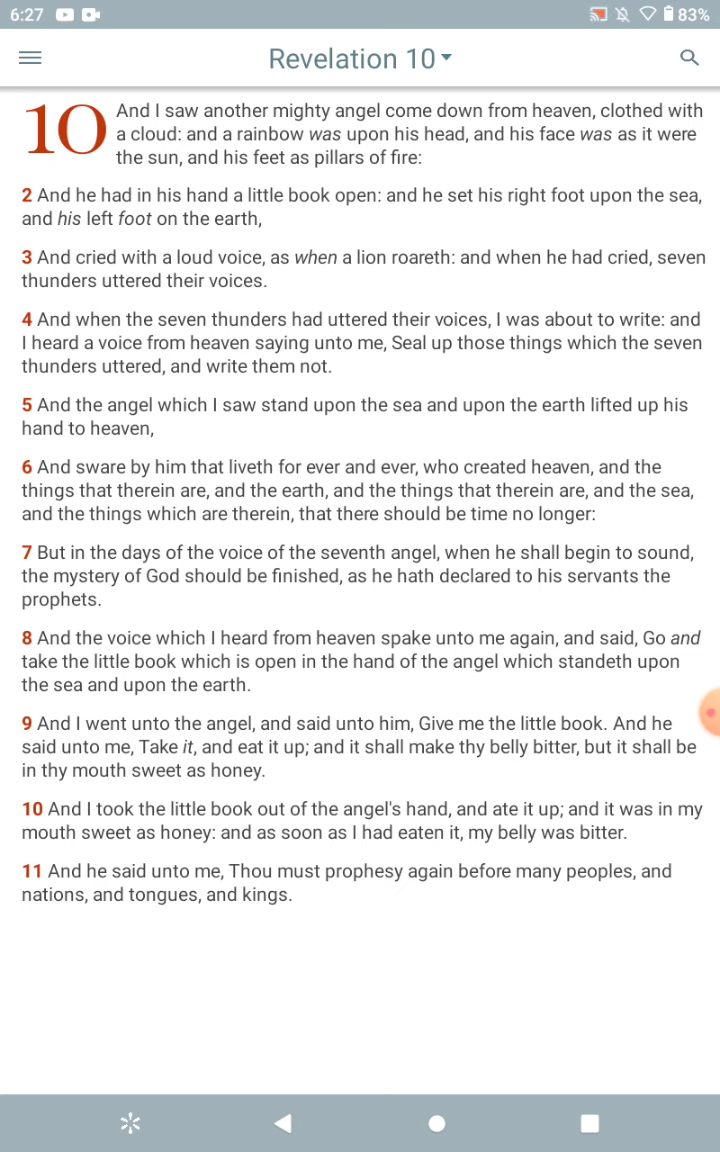 6:27
83%
Revelation 10
10 And I saw another mighty angel come down from heaven, clothed with
a cloud: and a rainbow was upon his head, and his face was as it were
the sun, and his feet as pillars of fire:
2 And he had in his hand a little book open: and he set his right foot upon the sea,
and his left foot on the earth,
3 And cried with a loud voice, as when a lion roareth: and when he had cried, seven
thunders uttered their voices.
4 And when the seven thunders had uttered their voices, I was about to write: and
I heard a voice from heaven saying unto me, Seal up those things which the seven
thunders uttered, and write them not.
5 And the angel which I saw stand upon the sea and upon the earth lifted up his
hand to heaven,
6 And sware by him that liveth for ever and ever, who created heaven, and the
things that therein are, and the earth, and the things that therein are, and the sea,
and the things which are therein, that there should be time no longer:
7 But in the days of the voice of the seventh angel, when he shall begin to sound,
the mystery of God should be finished, as he hath declared to his servants the
prophets.
8 And the voice which I heard from heaven spake unto me again, and said, Go and
take the little book which is open in the hand of the angel which standeth upon
the sea and upon the earth.
9 And I went unto the angel, and said unto him, Give me the little book. And he
said unto me, Take it, and eat it up; and it shall make thy belly bitter, but it shall be
in thy mouth sweet as honey.
10 And I took the little book out of the angel's hand, and ate it up; and it was in my
mouth sweet as honey: and as soon as I had eaten it, my belly was bitter.
11 And he said unto me, Thou must prophesy again before many peoples, and
nations, and tongues, and kings.